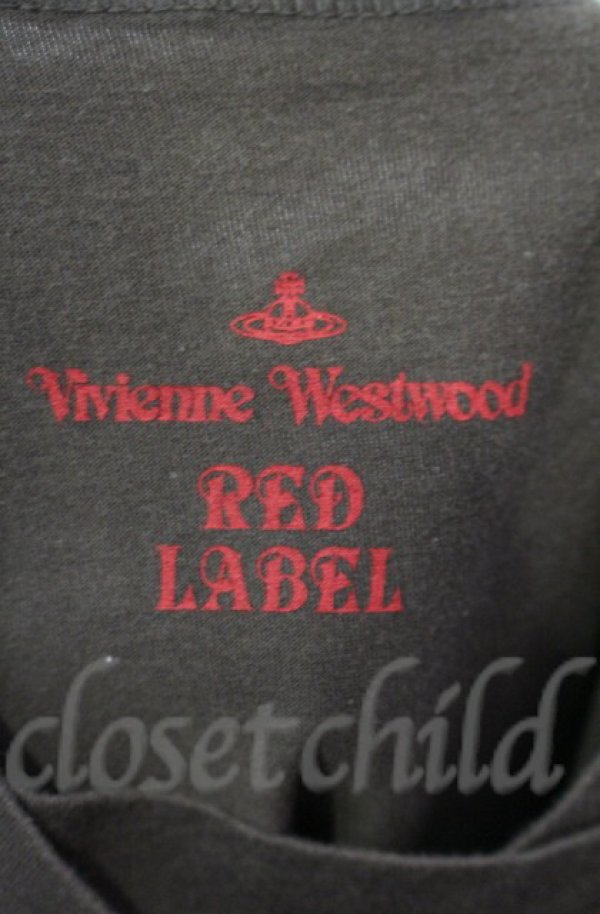 Vivienne Westwood
RED
LABEL
closet child